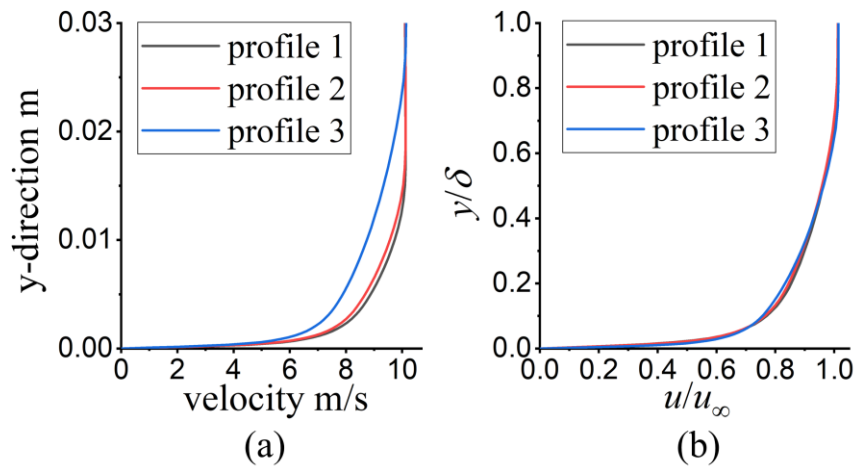 y-direction m
0.03
0.02
0.01
0.00
profile 1
profile 2
profile 3
0 2 4 6 8 10
velocity m/s
(a)
y/δ
1.0
0.8
0.6
0.4
0.2
0.0
profile 1
profile 2
profile 3
0.0 0.2 0.4 0.6 0.8 1.0
u/u∞
(b)